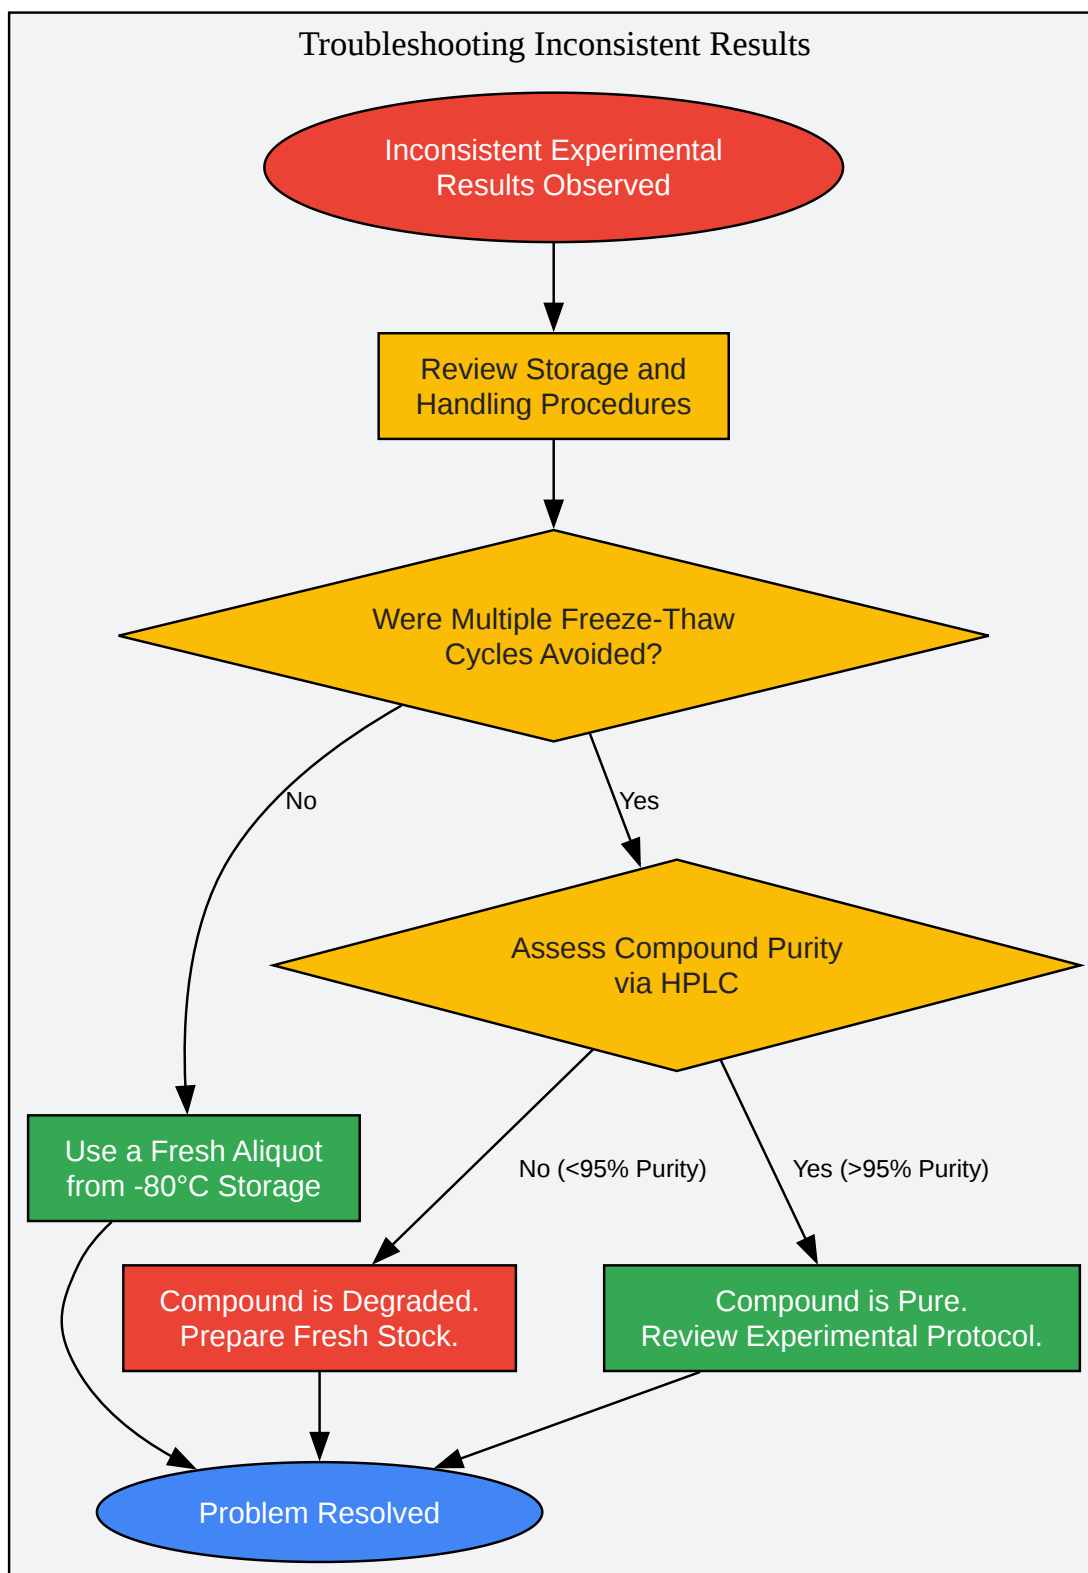 Troubleshooting Inconsistent Results
Inconsistent Experimental
Results Observed
Review Storage and
Handling Procedures
Were Multiple Freeze-Thaw
Cycles Avoided?
No
Yes
Assess Compound Purity
via HPLC
Use a Fresh Aliquot
from -80°C Storage
No (<95% Purity)
Yes (>95% Purity)
Compound is Degraded.
Prepare Fresh Stock.
Compound is Pure.
Review Experimental Protocol.
Problem Resolved